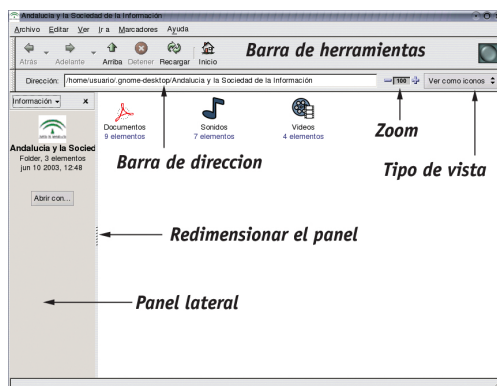 Andalucía y la Sociedad de la Información
Archivo Editar Ver Ir a Marcadores Ayuda
Atrás Adelante Arriba Detener Recargar Inicio
Barra de herramientas
Dirección: /home/usuario/.gnome-desktop/Andalucía y la Sociedad de la Información
100 Ver como iconos
Información x
Andalucía y la Socied
Folder, 3 elementos
jun 10 2003, 12:48
Abrir con...
Documentos
9 elementos
Sonidos
7 elementos
Videos
4 elementos
Zoom
Barra de direccion
Tipo de vista
Redimensionar el panel
Panel lateral